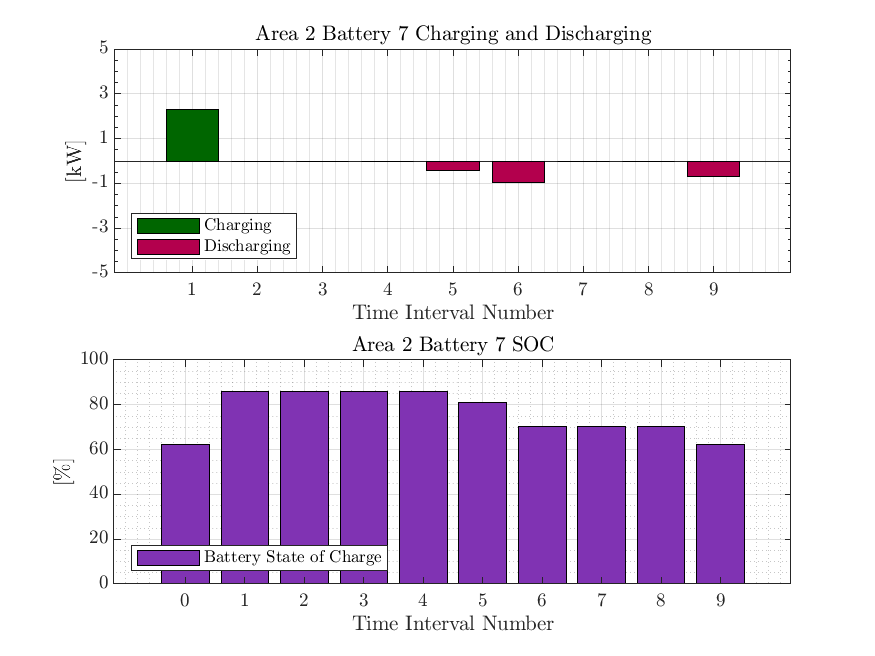 Area 2 Battery 7 Charging and Discharging
5
3
1
-1
-3
-5
[kW]
Charging
Discharging
1 2 3 4 5 6 7 8 9
Time Interval Number
Area 2 Battery 7 SOC
100
80
60
40
20
0
[%]
Battery State of Charge
0 1 2 3 4 5 6 7 8 9
Time Interval Number